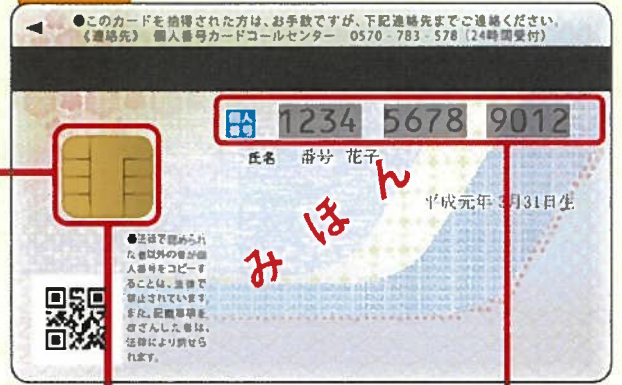 ●このカードを拾得された方は、お手数ですが、下記連絡先までご連絡ください。
《連絡先》 個人番号カードコールセンター 0570-783-578（24時間受付）
個人番号 1234 5678 9012
氏名 番号 花子
平成元年 3月31日生
みほん
●法律で認められ
た者以外の者が個
人番号をコピーす
ることは、法律で
禁止されています。
また、記載事項を
改ざんした者は、
法律により罰せら
れます。